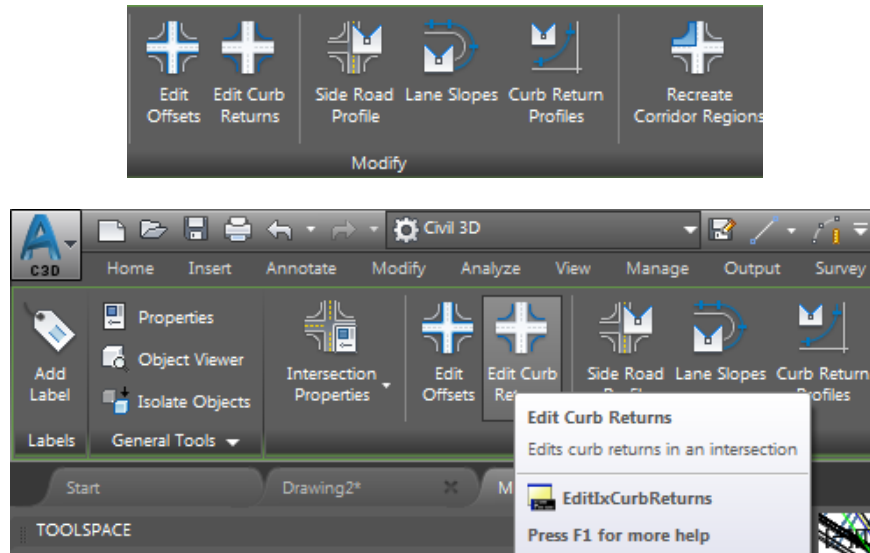 Edit Offsets
Edit Curb Returns
Side Road Profile
Lane Slopes
Curb Return Profiles
Recreate Corridor Regions
Modify
C3D
Civil 3D
Home Insert Annotate Modify Analyze View Manage Output Survey
Add Label
Properties
Object Viewer
Isolate Objects
Intersection Properties
Edit Offsets
Edit Curb
Side Road
Lane Slopes
Curb Return
Labels
General Tools
Edit Curb Returns
Edits curb returns in an intersection
EditIxCurbReturns
Press F1 for more help
Start
Drawing2*
M
TOOLSPACE